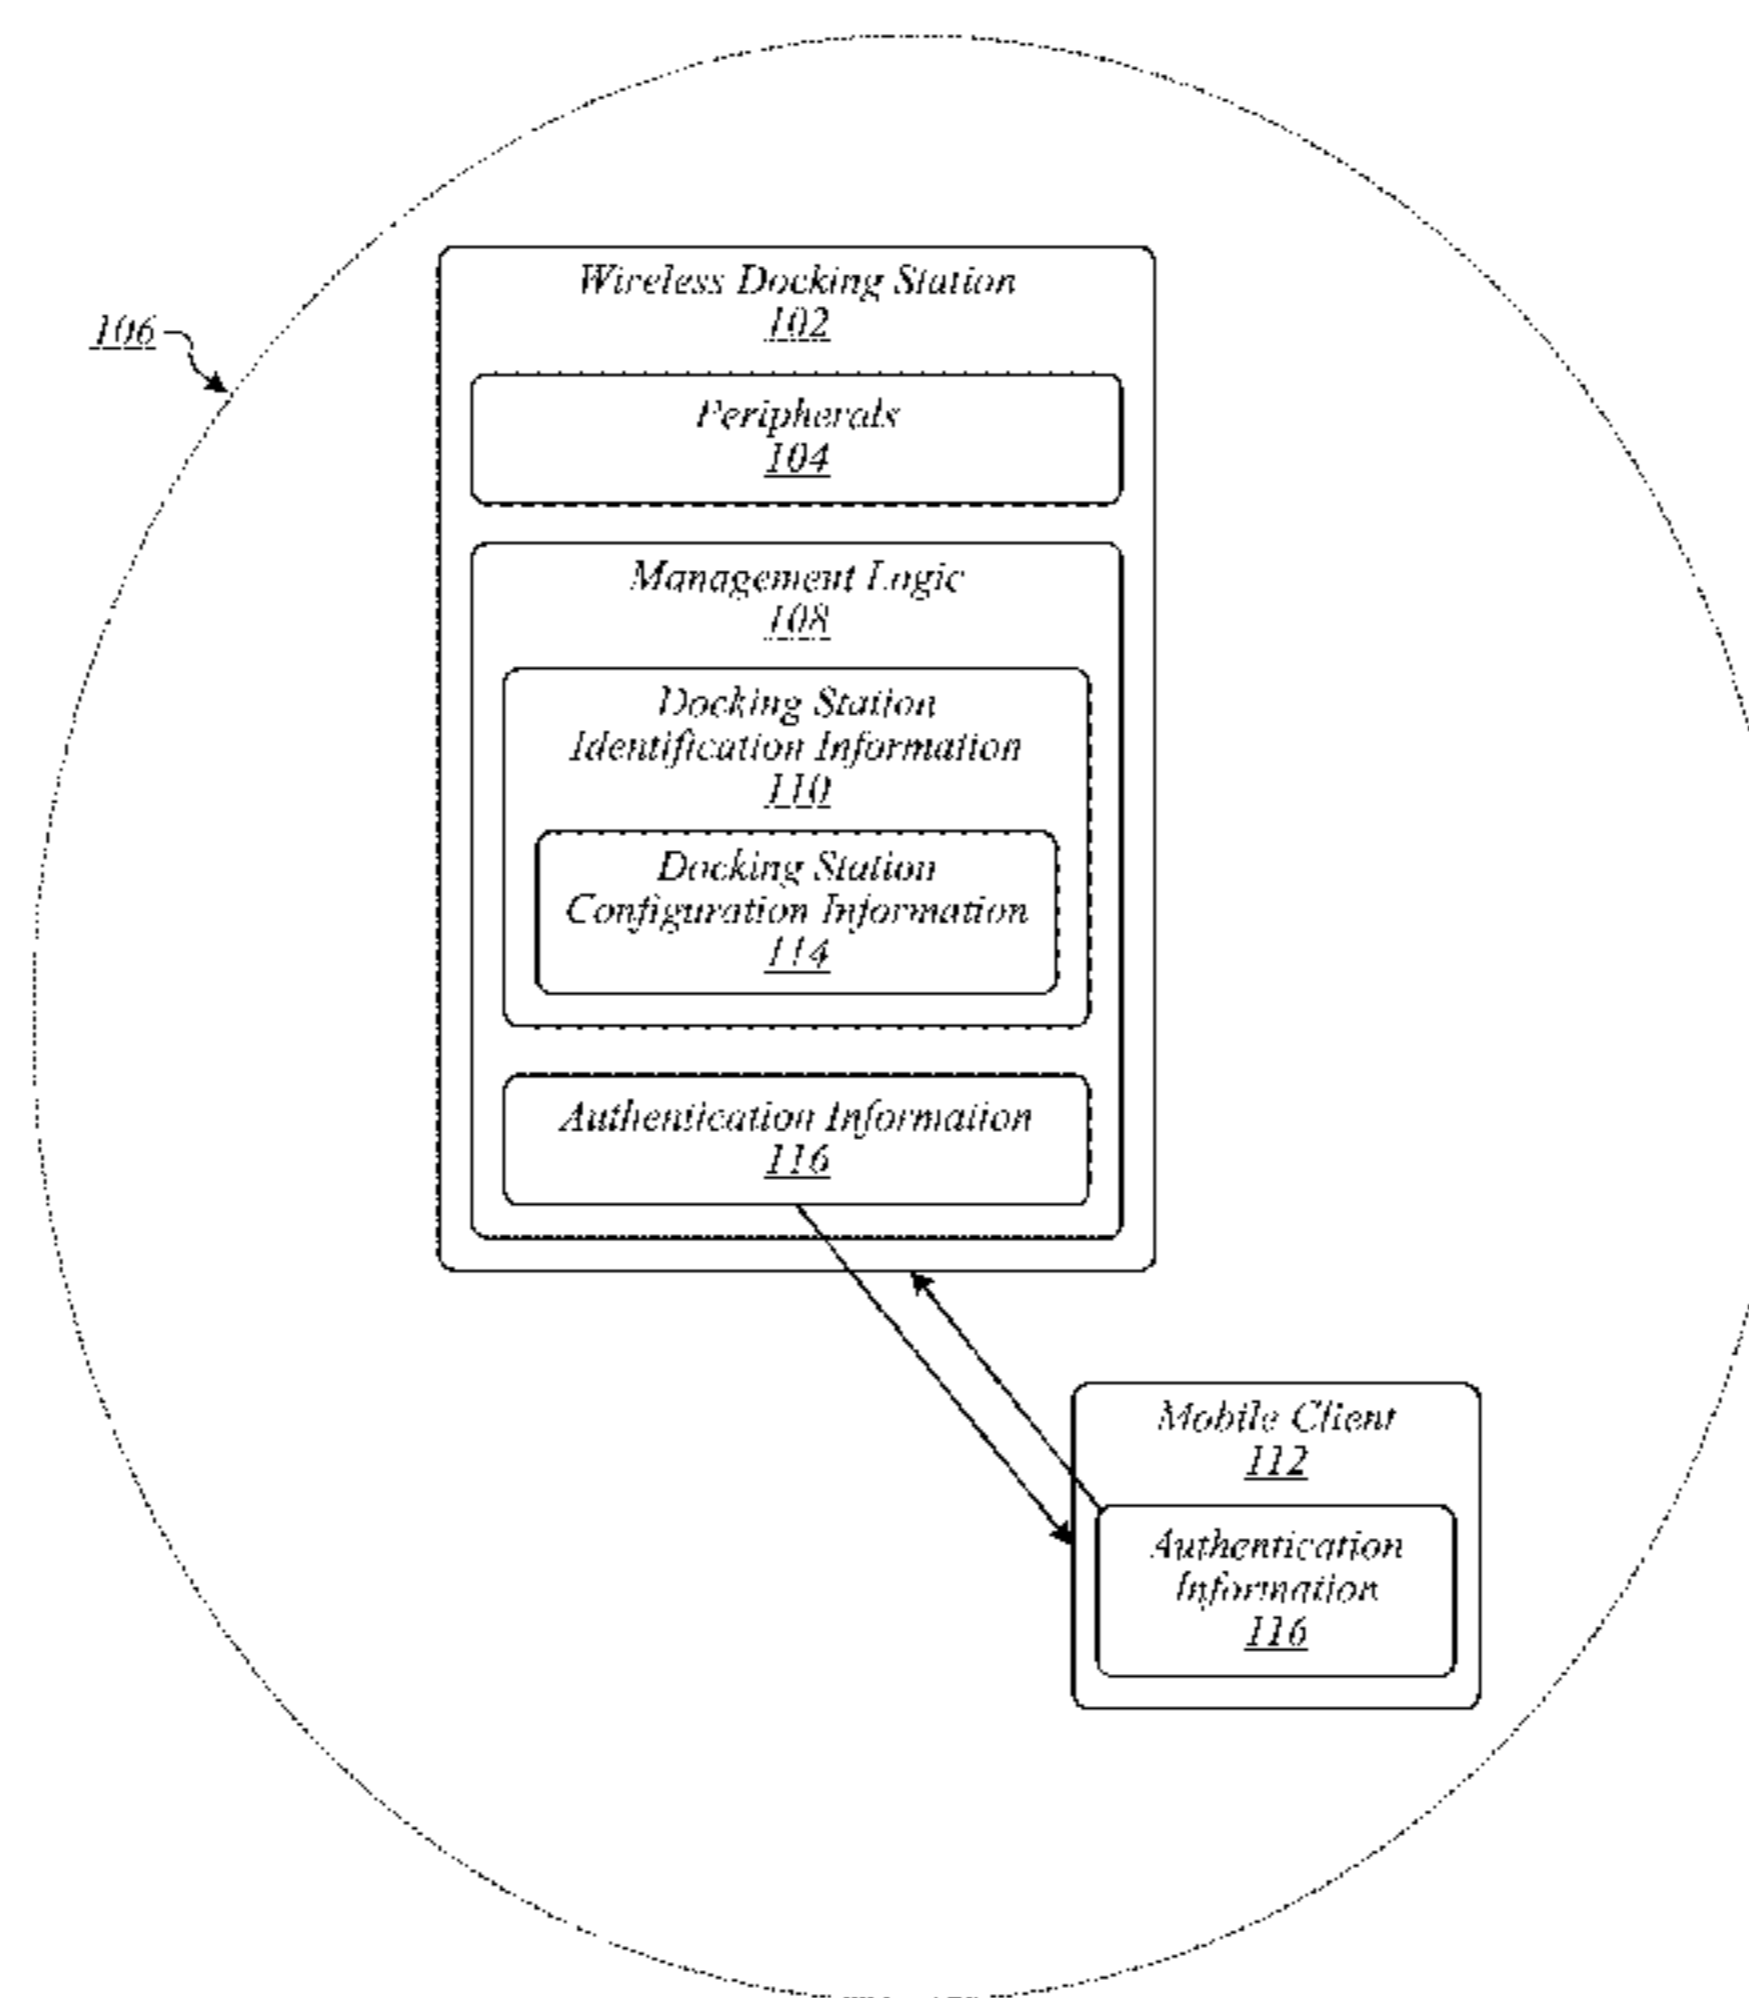 Wireless Docking Station
102
106
Peripherals
104
Management Logic
108
Docking Station
Identification Information
110
Docking Station
Configuration Information
114
Authentication Information
116
Mobile Client
112
Authentication
Information
116